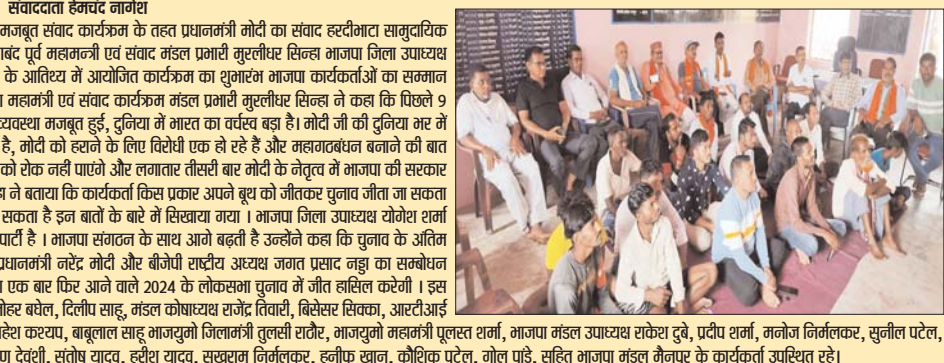 संवाददाता हेमचंद नागेश
मजबूत संवाद कार्यक्रम के तहत प्रधानमंत्री मोदी का संवाद हरदीभाटा सामुदायिक
बंद पूर्व महामन्त्री एवं संवाद मंडल प्रभारी मुरलीधर सिन्हा भाजपा जिला उपाध्यक्ष
के आतिथ्य में आयोजित कार्यक्रम का शुभारंभ भाजपा कार्यकर्ताओं का सम्मान
महामंत्री एवं संवाद कार्यक्रम मंडल प्रभारी मुरलीधर सिन्हा ने कहा कि पिछले 9
व्यवस्था मजबूत हुई, दुनिया में भारत का वर्चस्व बड़ा है। मोदी जी की दुनिया भर में
है, मोदी को हराने के लिए विरोधी एक हो रहे हैं और महागठबंधन बनाने की बात
को रोक नहीं पाएंगे और लगातार तीसरी बार मोदी के नेतृत्व में भाजपा की सरकार
ने बताया कि कार्यकर्ता किस प्रकार अपने बूथ को जीतकर चुनाव जीता जा सकता
सकता है इन बातों के बारे में सिखाया गया । भाजपा जिला उपाध्यक्ष योगेश शर्मा
पार्टी है । भाजपा संगठन के साथ आगे बढ़ती है उन्होंने कहा कि चुनाव के अंतिम
प्रधानमंत्री नरेंद्र मोदी और बीजेपी राष्ट्रीय अध्यक्ष जगत प्रसाद नड्डा का सम्बोधन
एक बार फिर आने वाले 2024 के लोकसभा चुनाव में जीत हासिल करेगी । इस
मोहर बघेल, दिलीप साहू, मंडल कोषाध्यक्ष राजेंद्र तिवारी, बिसेसर सिक्का, आरटीआई
हेश कश्यप, बाबूलाल साहू भाजयुमो जिलामंत्री तुलसी राठौर, भाजयुमो महामंत्री पूलस्त शर्मा, भाजपा मंडल उपाध्यक्ष राकेश दुबे, प्रदीप शर्मा, मनोज निर्मलकर, सुनील पटेल,
ण देवंशी, संतोष यादव, हरीश यादव, सुखराम निर्मलकर, हनीफ खान, कौशिक पटेल, गोलू पांडे, सहित भाजपा मंडल मैनपुर के कार्यकर्ता उपस्थित रहे।